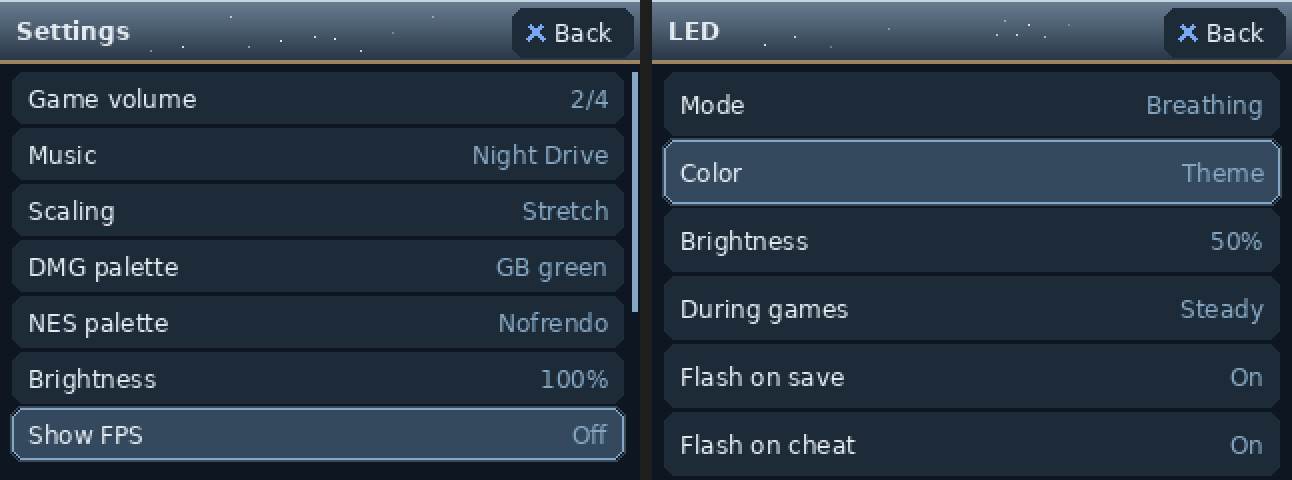 Settings
Back
Game volume 2/4
Music Night Drive
Scaling Stretch
DMG palette GB green
NES palette Nofrendo
Brightness 100%
Show FPS Off
LED
Back
Mode Breathing
Color Theme
Brightness 50%
During games Steady
Flash on save On
Flash on cheat On